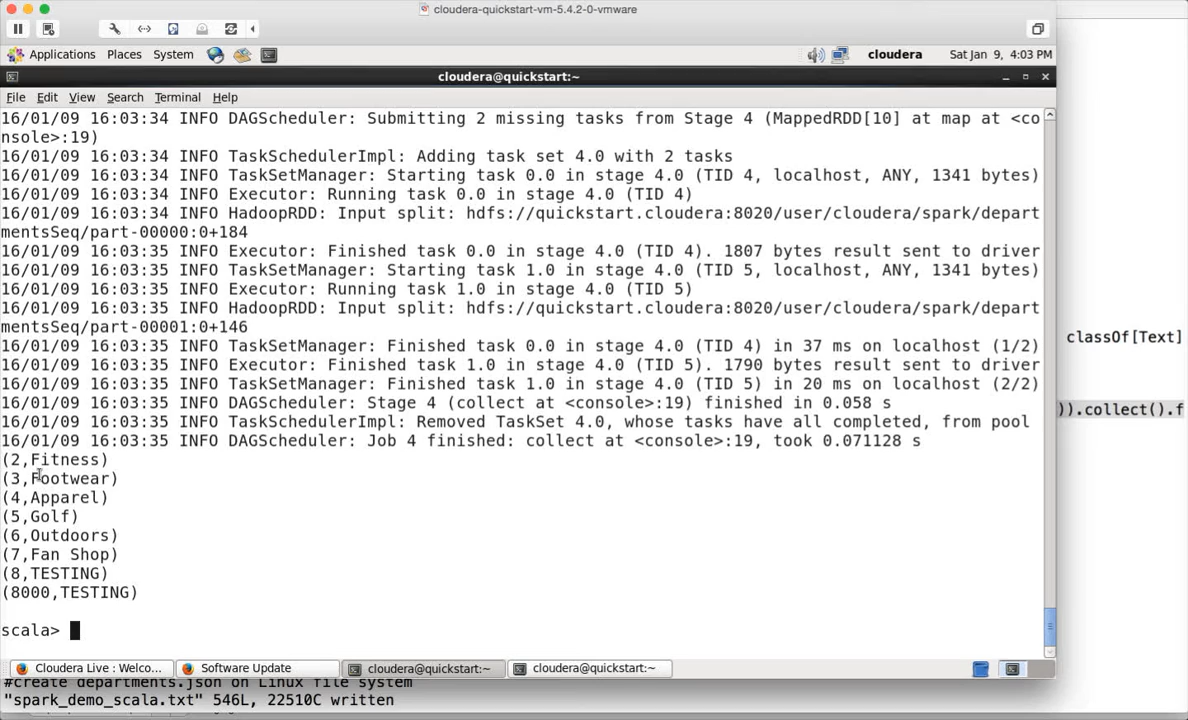 cloudera-quickstart-vm-5.4.2-0-vmware
Applications Places System cloudera Sat Jan 9, 4:03 PM
cloudera@quickstart:~
File Edit View Search Terminal Help
16/01/09 16:03:34 INFO DAGScheduler: Submitting 2 missing tasks from Stage 4 (MappedRDD[10] at map at <co
nsole>:19)
16/01/09 16:03:34 INFO TaskSchedulerImpl: Adding task set 4.0 with 2 tasks
16/01/09 16:03:34 INFO TaskSetManager: Starting task 0.0 in stage 4.0 (TID 4, localhost, ANY, 1341 bytes)
16/01/09 16:03:34 INFO Executor: Running task 0.0 in stage 4.0 (TID 4)
16/01/09 16:03:34 INFO HadoopRDD: Input split: hdfs://quickstart.cloudera:8020/user/cloudera/spark/depart
mentsSeq/part-00000:0+184
16/01/09 16:03:35 INFO Executor: Finished task 0.0 in stage 4.0 (TID 4). 1807 bytes result sent to driver
16/01/09 16:03:35 INFO TaskSetManager: Starting task 1.0 in stage 4.0 (TID 5, localhost, ANY, 1341 bytes)
16/01/09 16:03:35 INFO Executor: Running task 1.0 in stage 4.0 (TID 5)
16/01/09 16:03:35 INFO HadoopRDD: Input split: hdfs://quickstart.cloudera:8020/user/cloudera/spark/depart
mentsSeq/part-00001:0+146
16/01/09 16:03:35 INFO TaskSetManager: Finished task 0.0 in stage 4.0 (TID 4) in 37 ms on localhost (1/2)
classOf[Text]
16/01/09 16:03:35 INFO Executor: Finished task 1.0 in stage 4.0 (TID 5). 1790 bytes result sent to driver
16/01/09 16:03:35 INFO TaskSetManager: Finished task 1.0 in stage 4.0 (TID 5) in 20 ms on localhost (2/2)
16/01/09 16:03:35 INFO DAGScheduler: Stage 4 (collect at <console>:19) finished in 0.058 s
)).collect().f
16/01/09 16:03:35 INFO TaskSchedulerImpl: Removed TaskSet 4.0, whose tasks have all completed, from pool
16/01/09 16:03:35 INFO DAGScheduler: Job 4 finished: collect at <console>:19, took 0.071128 s
(2,Fitness)
(3,Footwear)
(4,Apparel)
(5,Golf)
(6,Outdoors)
(7,Fan Shop)
(8,TESTING)
(8000,TESTING)
scala>
Cloudera Live : Welco... Software Update cloudera@quickstart:~ cloudera@quickstart:~
#create departments.json on Linux file system
"spark_demo_scala.txt" 546L, 22510C written